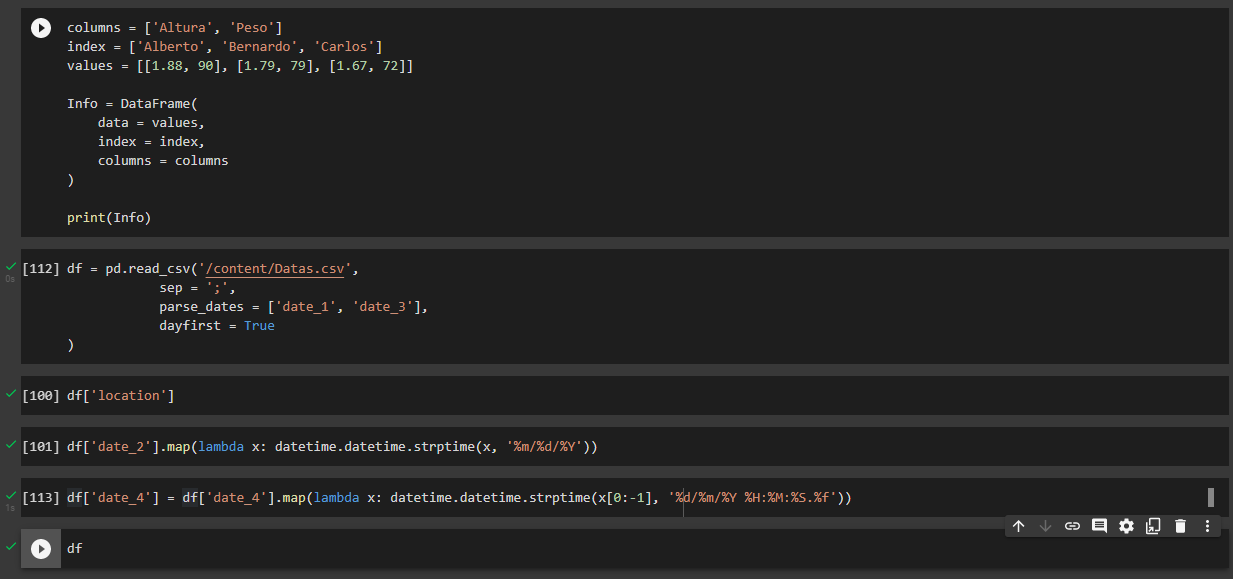 columns = ['Altura', 'Peso']
index = ['Alberto', 'Bernardo', 'Carlos']
values = [[1.88, 90], [1.79, 79], [1.67, 72]]
Info = DataFrame(
    data = values,
    index = index,
    columns = columns
)
print(Info)
[112] df = pd.read_csv('/content/Datas.csv',
0s
            sep = ';',
            parse_dates = ['date_1', 'date_3'],
            dayfirst = True
)
[100] df['location']
[101] df['date_2'].map(lambda x: datetime.datetime.strptime(x, '%m/%d/%Y'))
[113] df['date_4'] = df['date_4'].map(lambda x: datetime.datetime.strptime(x[0:-1], '%d/%m/%Y %H:%M:%S.%f'))
1s
df